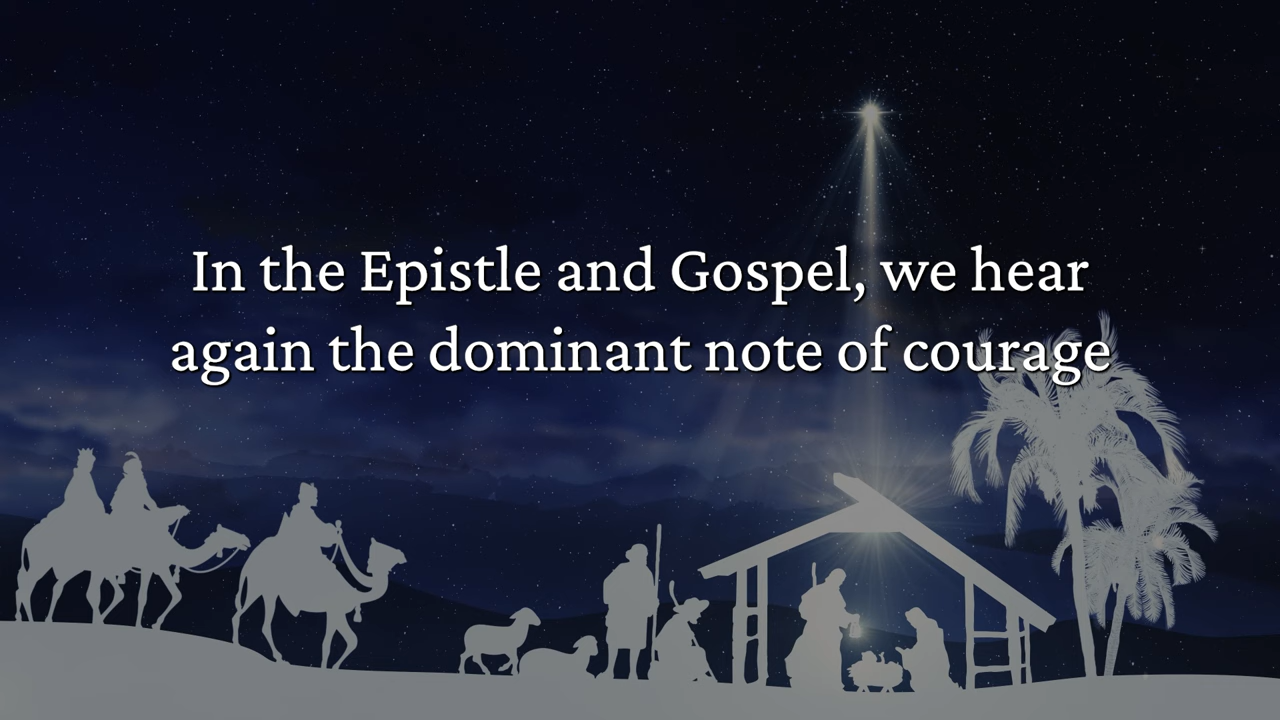 In the Epistle and Gospel, we hear
again the dominant note of courage